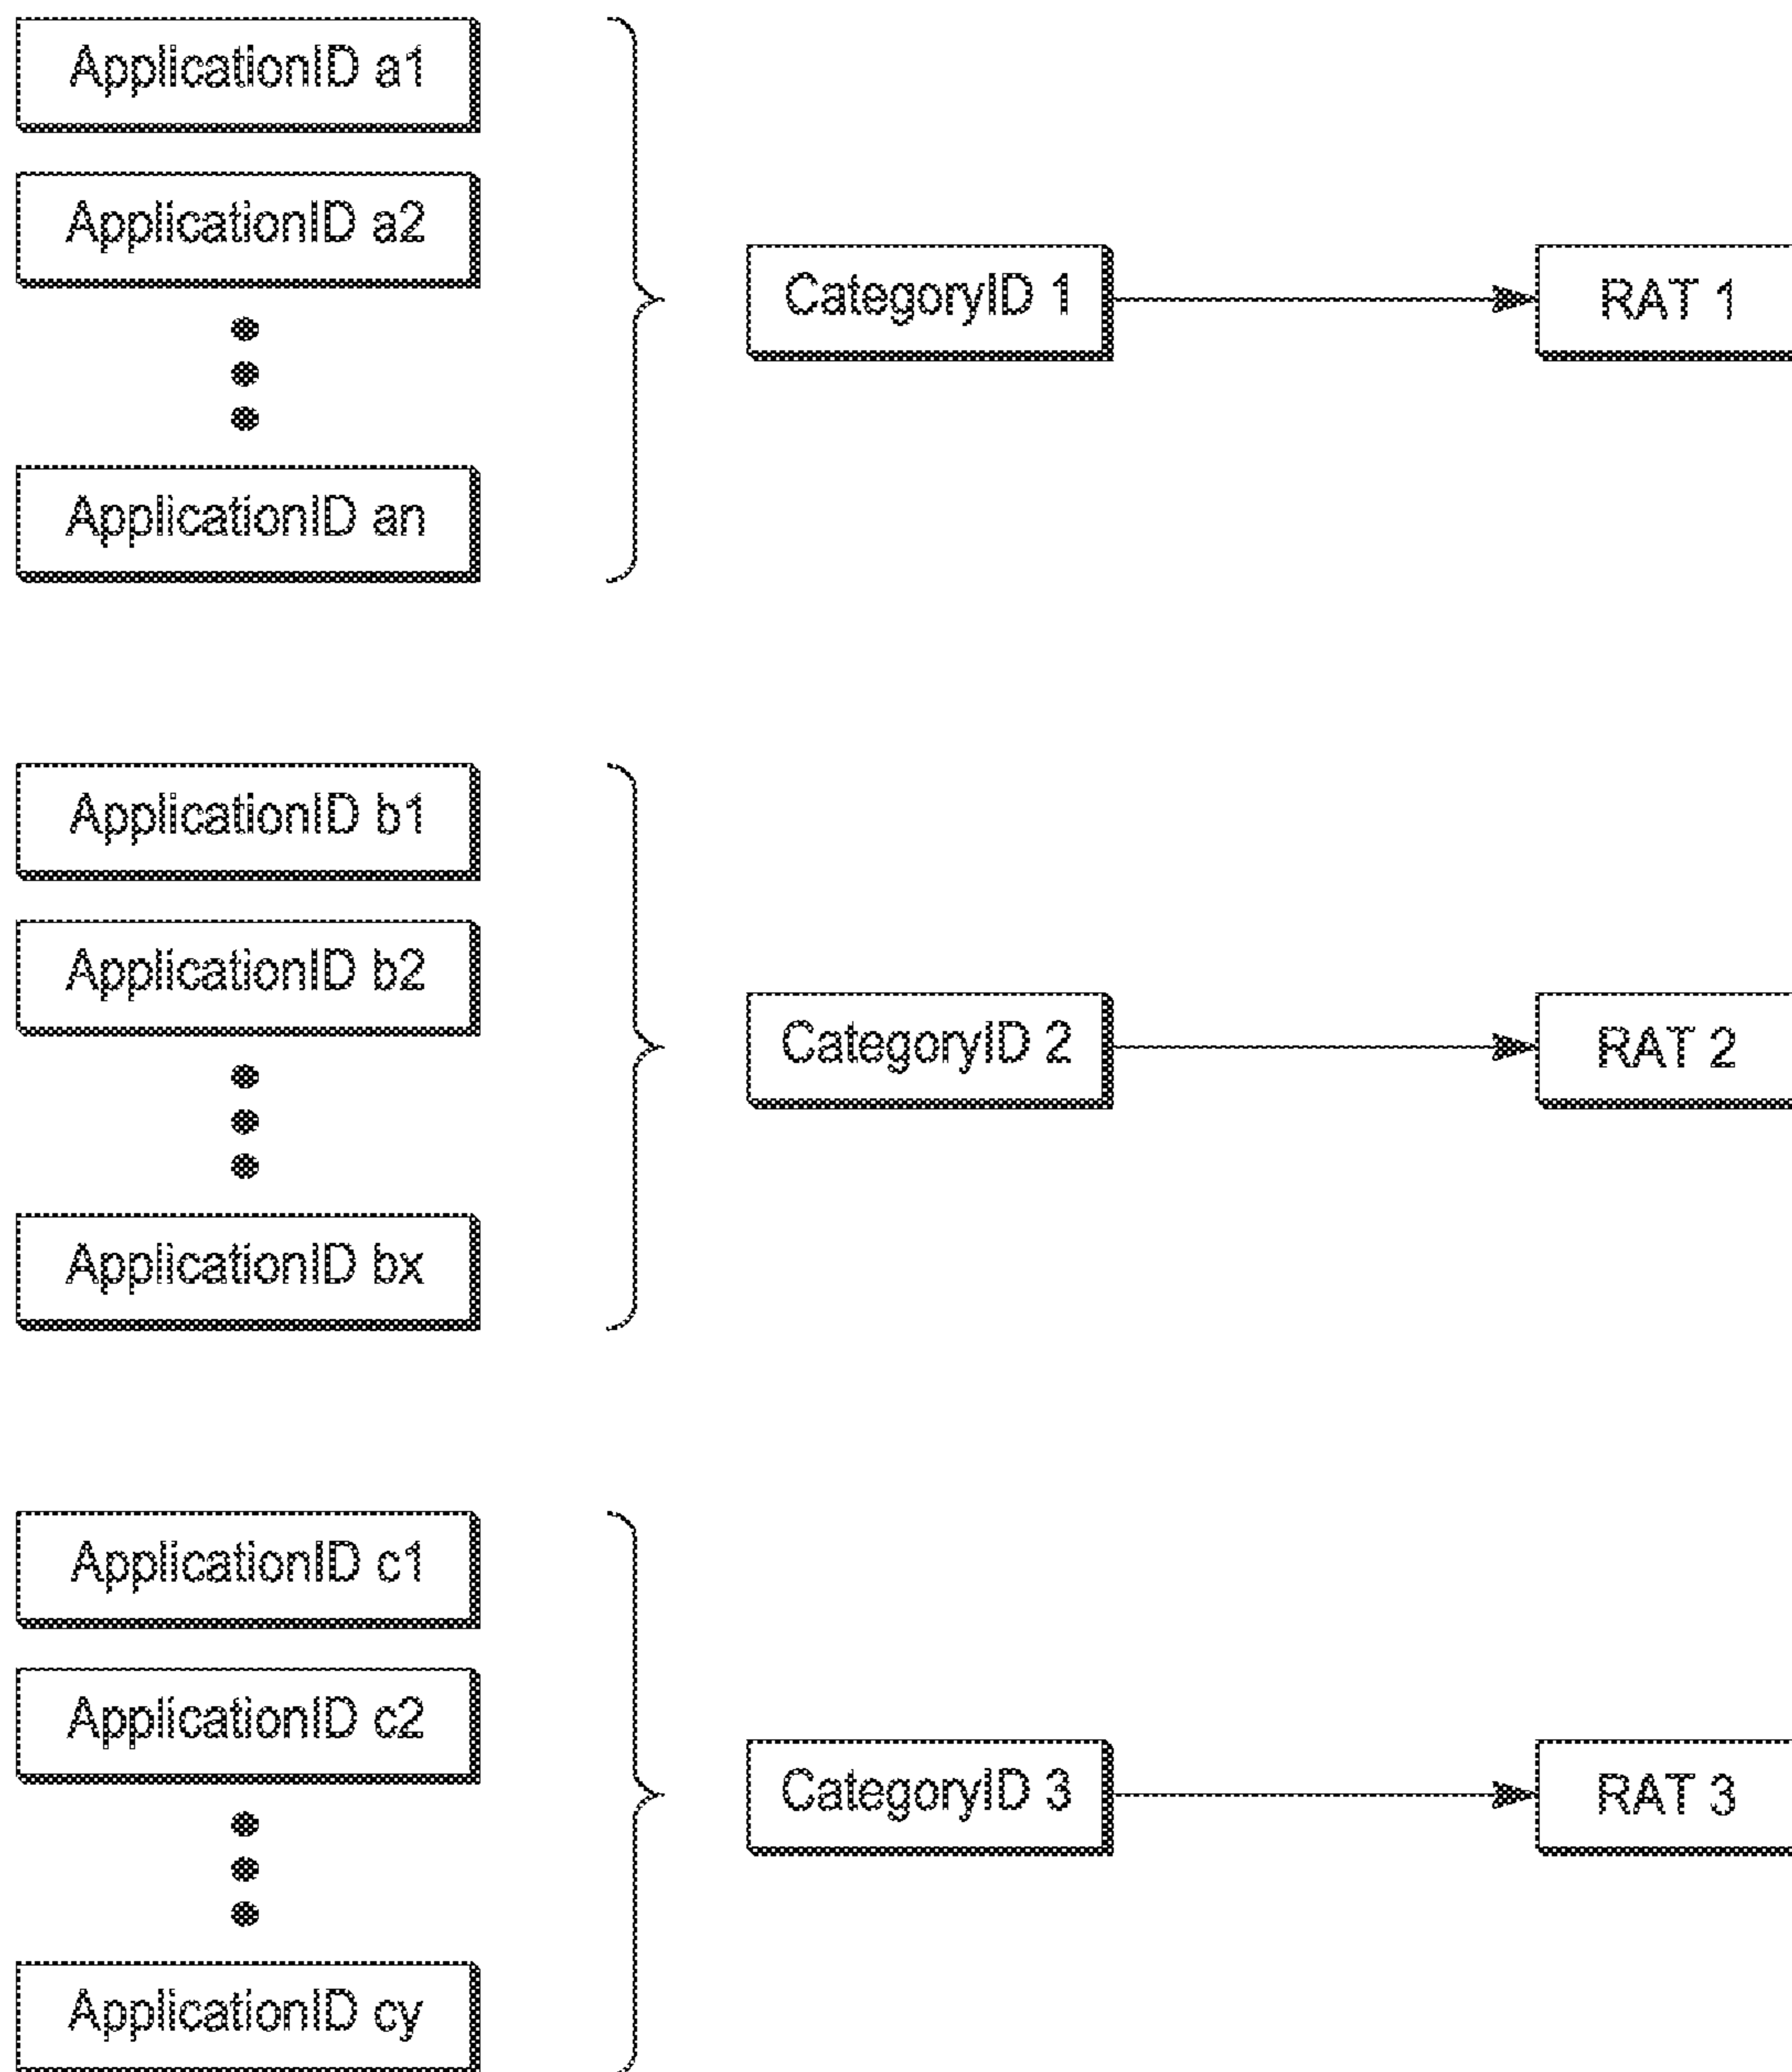 ApplicationID a1
ApplicationID a2
ApplicationID an
CategoryID 1
RAT 1
ApplicationID b1
ApplicationID b2
ApplicationID bx
CategoryID 2
RAT 2
ApplicationID c1
ApplicationID c2
ApplicationID cy
CategoryID 3
RAT 3